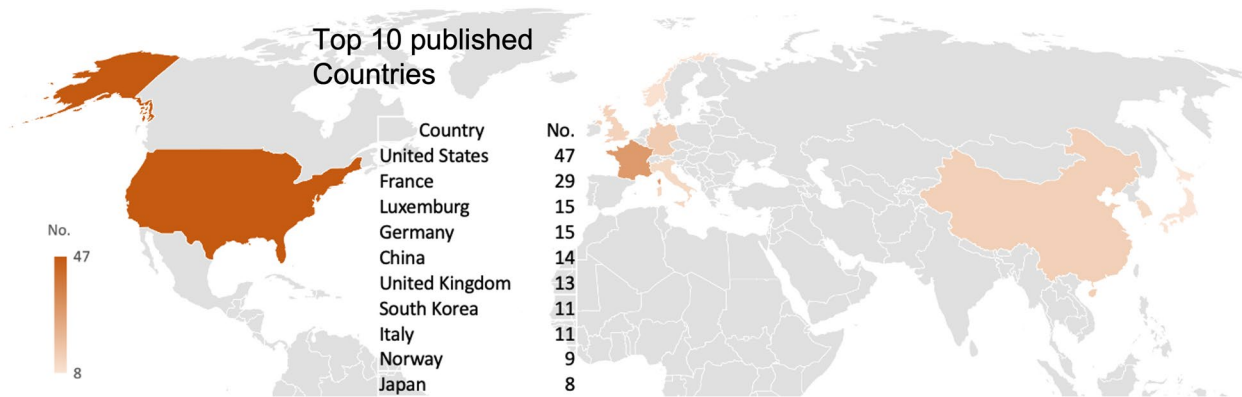 Top 10 published
Countries
Country No.
United States 47
France 29
Luxemburg 15
Germany 15
China 14
United Kingdom 13
South Korea 11
Italy 11
Norway 9
Japan 8
No.
47
8